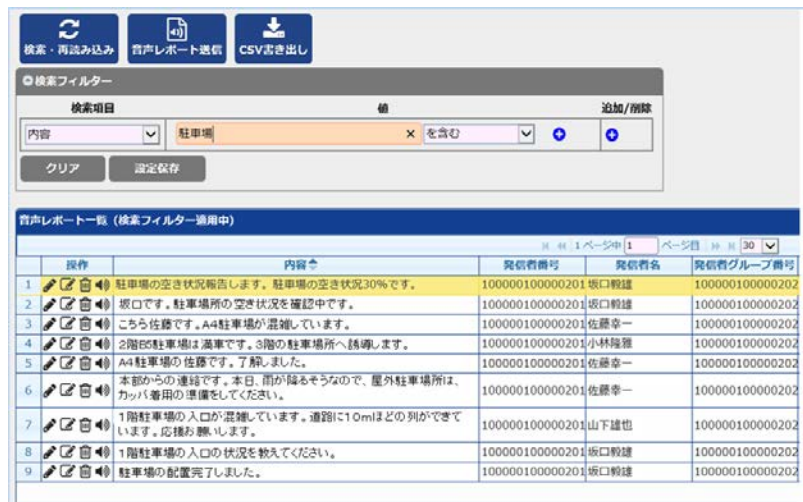 検索・再読み込み 音声レポート送信 CSV書き出し
検索フィルター
検索項目 値 追加/削除
内容 駐車場 × を含む
クリア 設定保存
音声レポート一覧 (検索フィルター適用中)
1 ページ中 1 ページ目 30
操作 内容 発信者番号 発信者名 発信者グループ番号
1 駐車場の空き状況報告します。駐車場の空き状況30%です。 100000100000201 坂口毅雄 100000100000202
2 坂口です。駐車場所の空き状況を確認中です。 100000100000201 坂口毅雄 100000100000202
3 こちら佐藤です。A4駐車場が混雑しています。 100000100000201 佐藤幸一 100000100000202
4 2階B5駐車場は満車です。3階の駐車場所へ誘導します。 100000100000201 小林隆雅 100000100000202
5 A4駐車場の佐藤です。了解しました。 100000100000201 佐藤幸一 100000100000202
6 本部からの連絡です。本日、雨が降るそうなので、屋外駐車場所は、
カッパ着用の準備をしてください。 100000100000201 佐藤幸一 100000100000202
7 1階駐車場の入口が混雑しています。道路に10mほどの列ができて
います。応援お願いします。 100000100000201 山下雄也 100000100000202
8 1階駐車場の入口の状況を教えてください。 100000100000201 坂口毅雄 100000100000202
9 駐車場の配置完了しました。 100000100000201 坂口毅雄 100000100000202